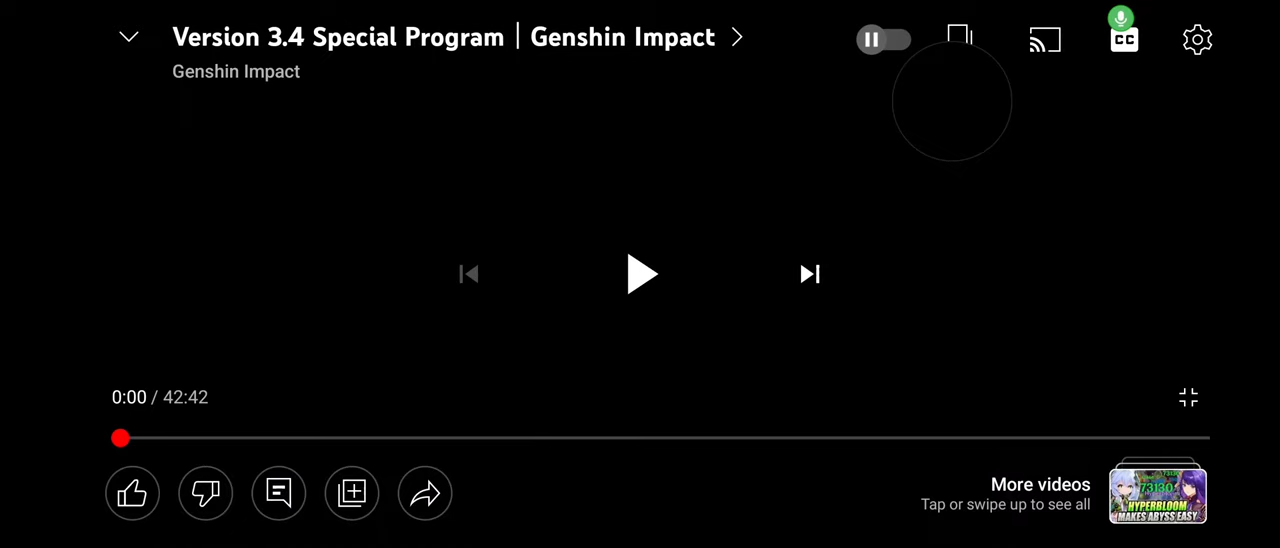 Version 3.4 Special Program｜Genshin Impact
Genshin Impact
CC
0:00 / 42:42
More videos
Tap or swipe up to see all
73130
HYPERBLOOM
MAKES ABYSS EASY